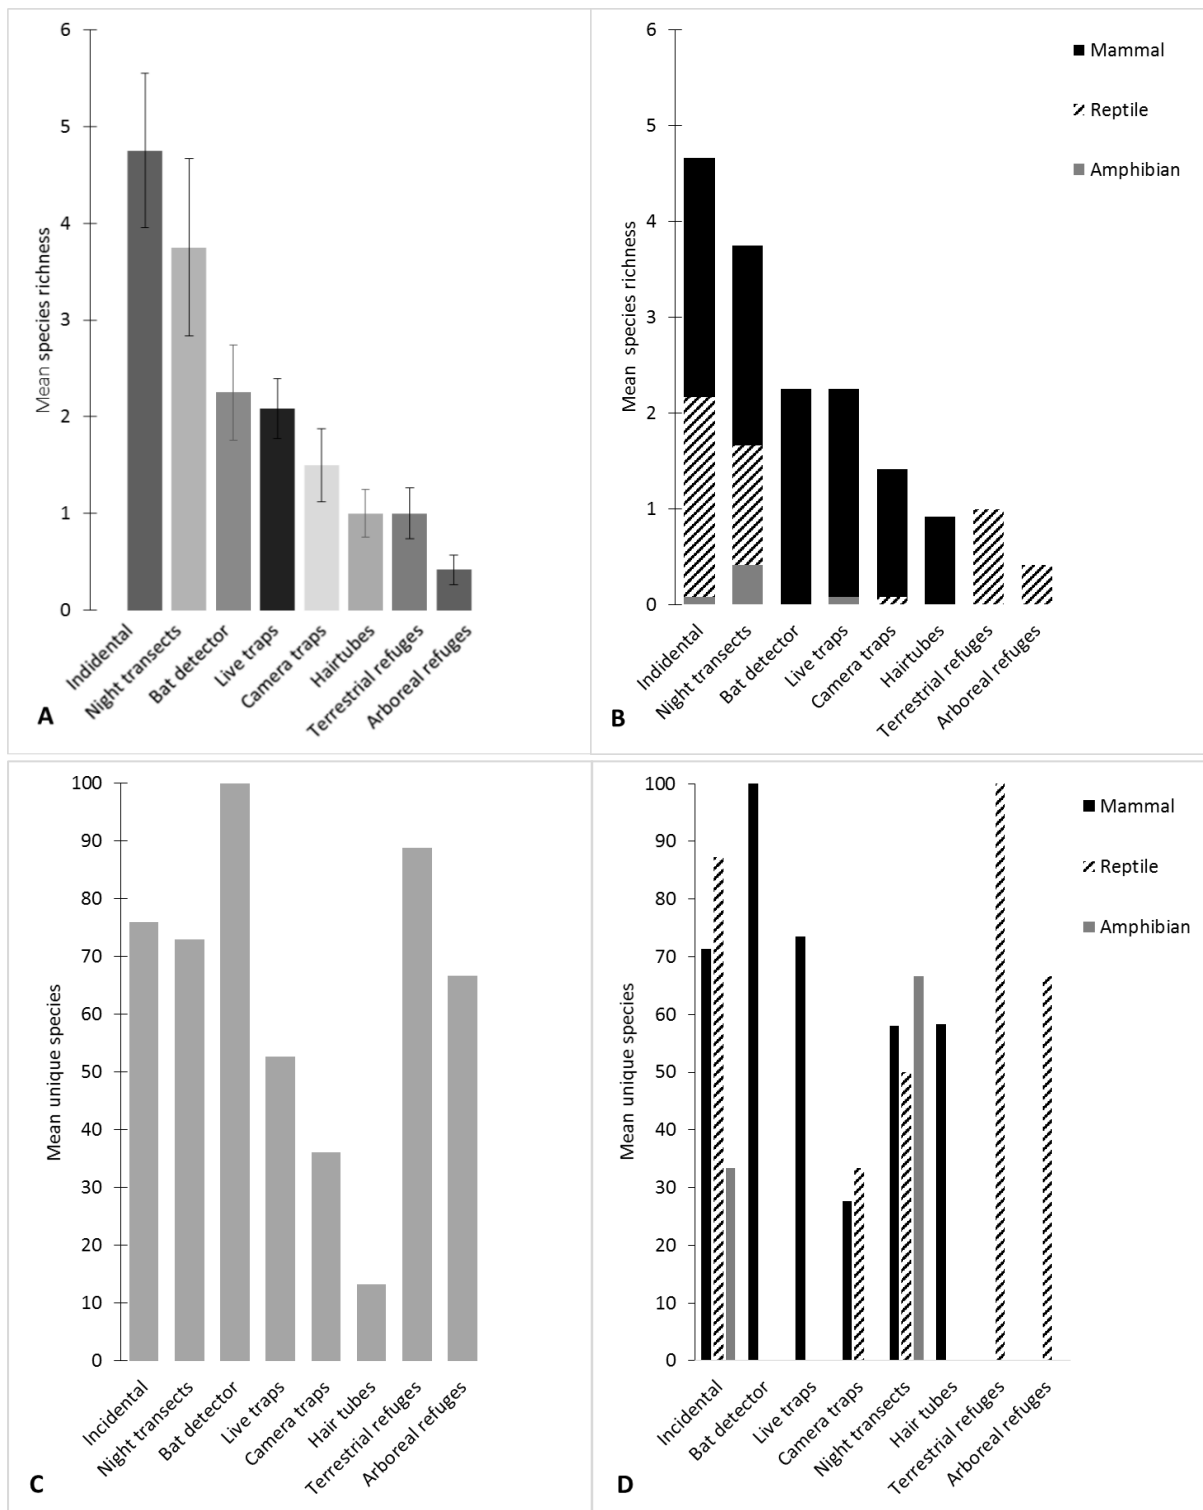 6
5
4
3
2
1
0
Mean species richness
Indidental
Night transects
Bat detector
Live traps
Camera traps
Hairtubes
Terrestrial refuges
Arboreal refuges
A
6
5
4
3
2
1
0
Mean species richness
Mammal
Reptile
Amphibian
Indidental
Night transects
Bat detector
Live traps
Camera traps
Hairtubes
Terrestrial refuges
Arboreal refuges
B
100
90
80
70
60
50
40
30
20
10
0
Mean unique species
Incidental
Night transects
Bat detector
Live traps
Camera traps
Hair tubes
Terrestrial refuges
Arboreal refuges
C
100
90
80
70
60
50
40
30
20
10
0
Mean unique species
Mammal
Reptile
Amphibian
Incidental
Bat detector
Live traps
Camera traps
Night transects
Hair tubes
Terrestrial refuges
Arboreal refuges
D